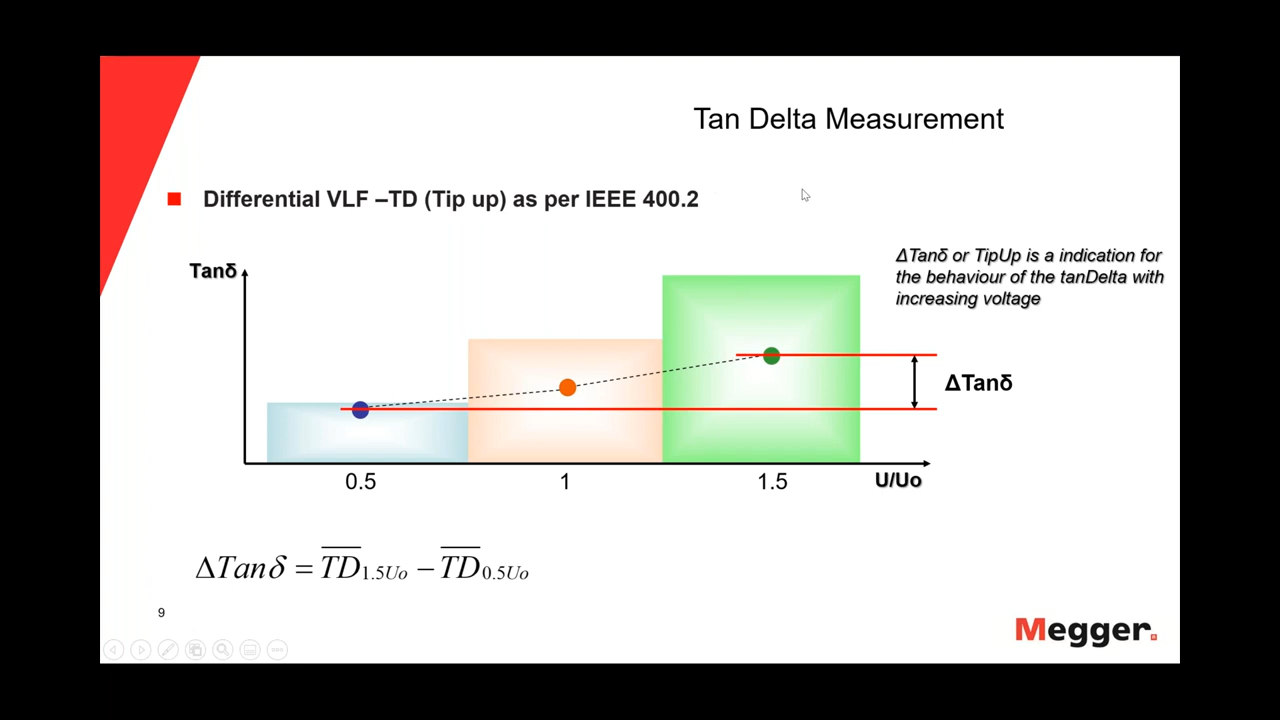 Tan Delta Measurement
Differential VLF –TD (Tip up) as per IEEE 400.2
Tanδ
ΔTanδ or TipUp is a indication for
the behaviour of the tanDelta with
increasing voltage
ΔTanδ
0.5
1
1.5
U/Uo
ΔTanδ = TD1.5Uo − TD0.5Uo
9
Megger.